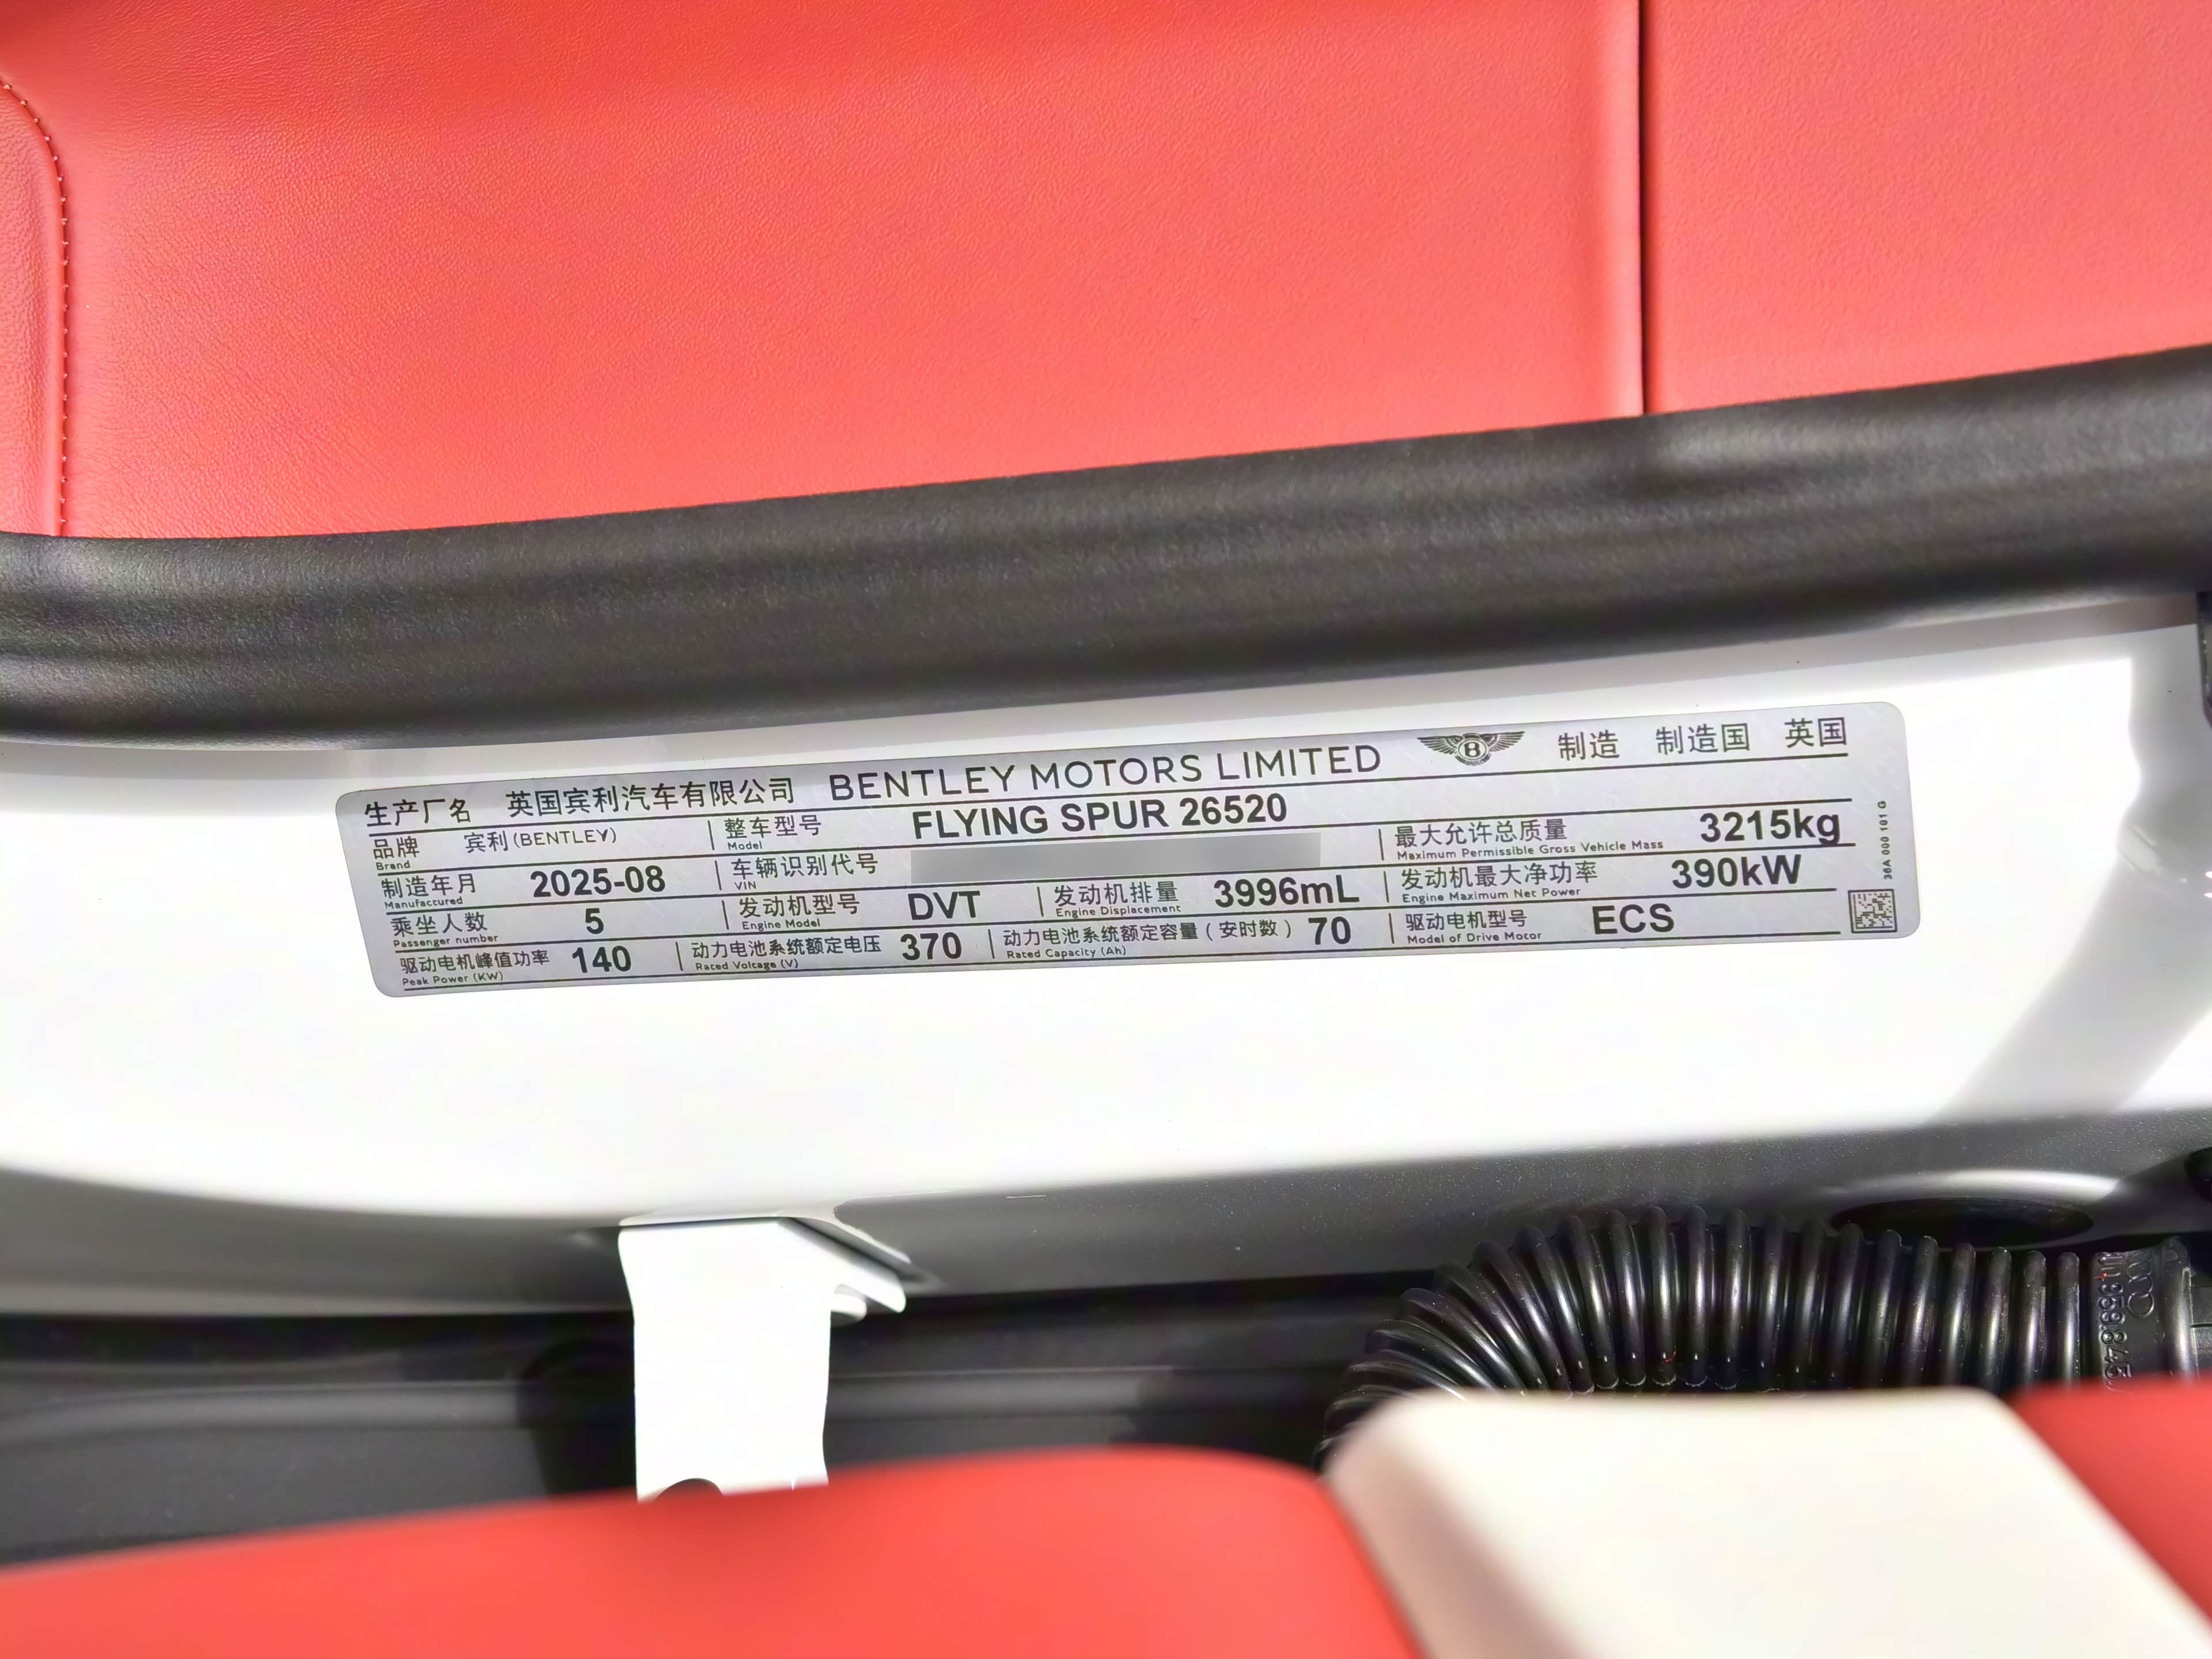 生产厂名 英国宾利汽车有限公司 BENTLEY MOTORS LIMITED B 制造 制造国 英国
品牌 Brand 宾利(BENTLEY) 整车型号 Model FLYING SPUR 26520
制造年月 Manufactured 2025-08 车辆识别代号 VIN 最大允许总质量 Maximum Permissible Gross Vehicle Mass 3215kg
乘坐人数 Passenger number 5 发动机型号 Engine Model DVT 发动机排量 Engine Displacement 3996mL 发动机最大净功率 Engine Maximum Net Power 390kW
驱动电机峰值功率 Peak Power (KW) 140 动力电池系统额定电压 Rated Voltage (V) 370 动力电池系统额定容量(安时数) Rated Capacity (Ah) 70 驱动电机型号 Model of Drive Motor ECS
36A 000 101 G